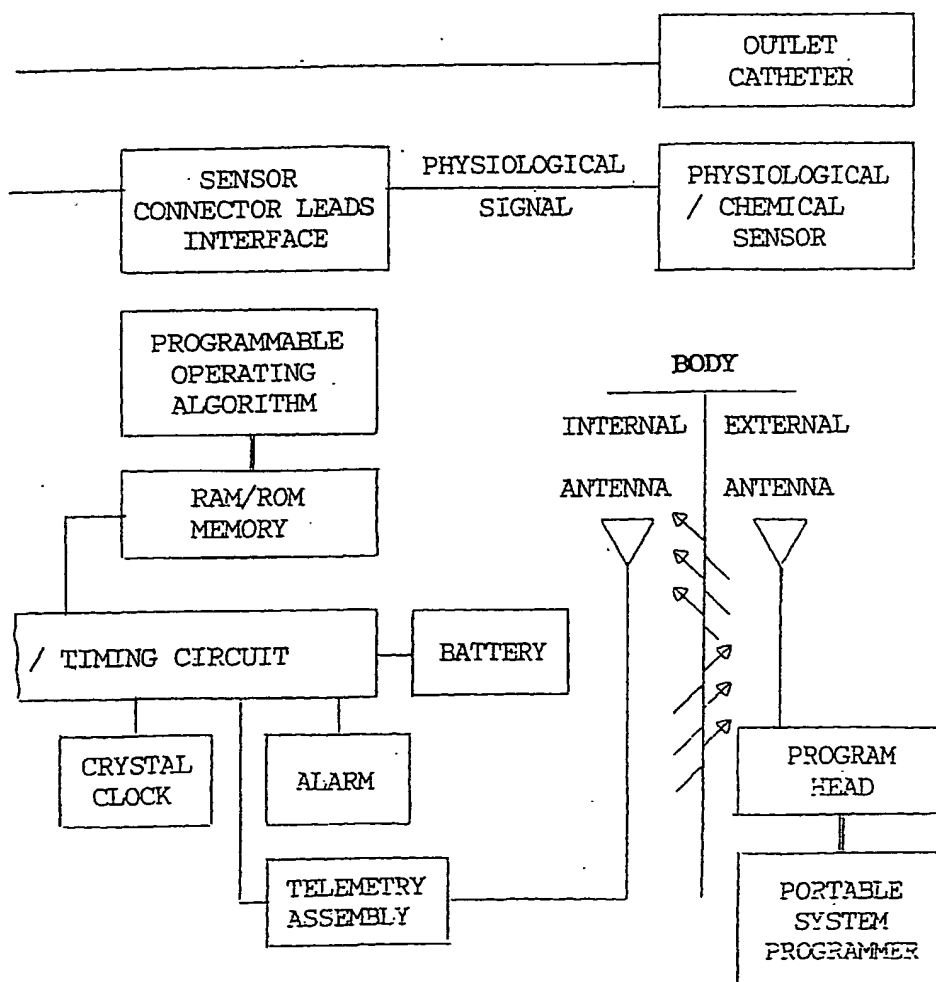 OUTLET
CATHETER
SENSOR
CONNECTOR LEADS
INTERFACE
PHYSIOLOGICAL
SIGNAL
PHYSIOLOGICAL
/ CHEMICAL
SENSOR
PROGRAMMABLE
OPERATING
ALGORITHM
BODY
INTERNAL
EXTERNAL
RAM/ROM
MEMORY
ANTENNA
ANTENNA
/ TIMING CIRCUIT
BATTERY
CRYSTAL
CLOCK
ALARM
PROGRAM
HEAD
TELEMETRY
ASSEMBLY
PORTABLE
SYSTEM
PROGRAMMER